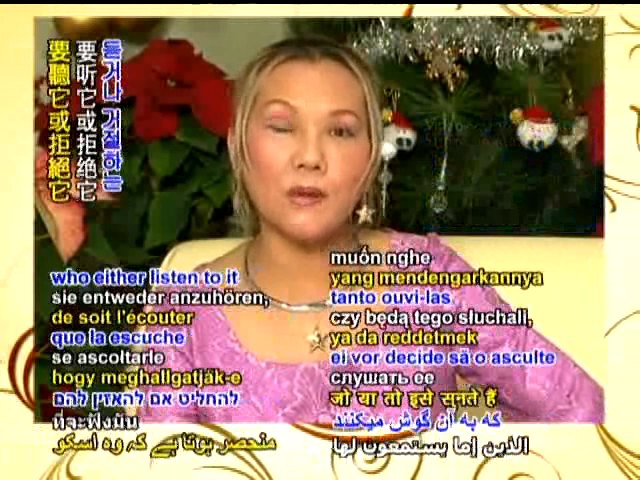 要聽它或拒絕它
要听它或拒绝它
듣거나 거절하는
who either listen to it
sie entweder anzuhören,
de soit l'écouter
que la escuche
se ascoltarle
hogy meghallgatják-e
להחליט אם להאזין להם
ที่จะฟังมัน
منحصر ہوتا ہے کہ وہ اسکو
muốn nghe
yang mendengarkannya
tanto ouvi-las
czy będą tego słuchali,
ya da reddetmek
ei vor decide să o asculte
слушать ее
जो या तो इसे सुनते हैं
که به آن گوش میکنند
الذين إما يستمعون لها